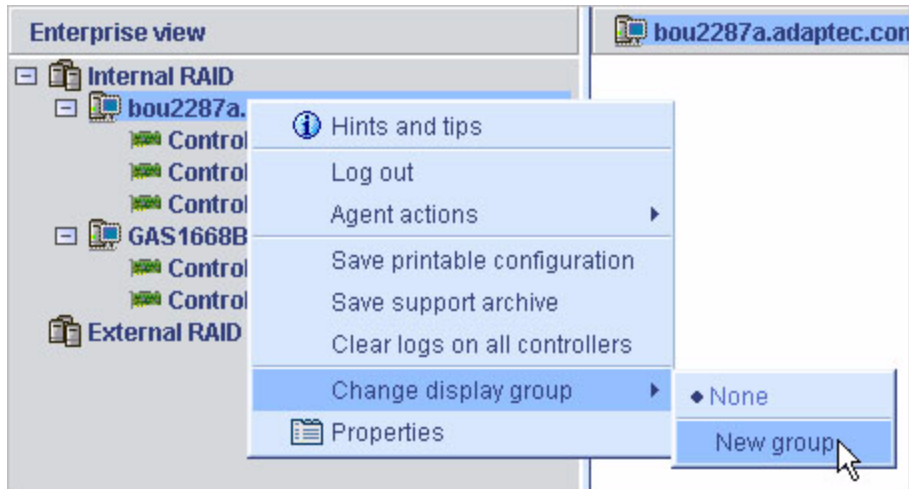 Enterprise view
bou2287a.adaptec.con
Internal RAID
bou2287a.
Control
Control
Control
GAS1668B
Control
Control
External RAID
Hints and tips
Log out
Agent actions
Save printable configuration
Save support archive
Clear logs on all controllers
Change display group
Properties
None
New group